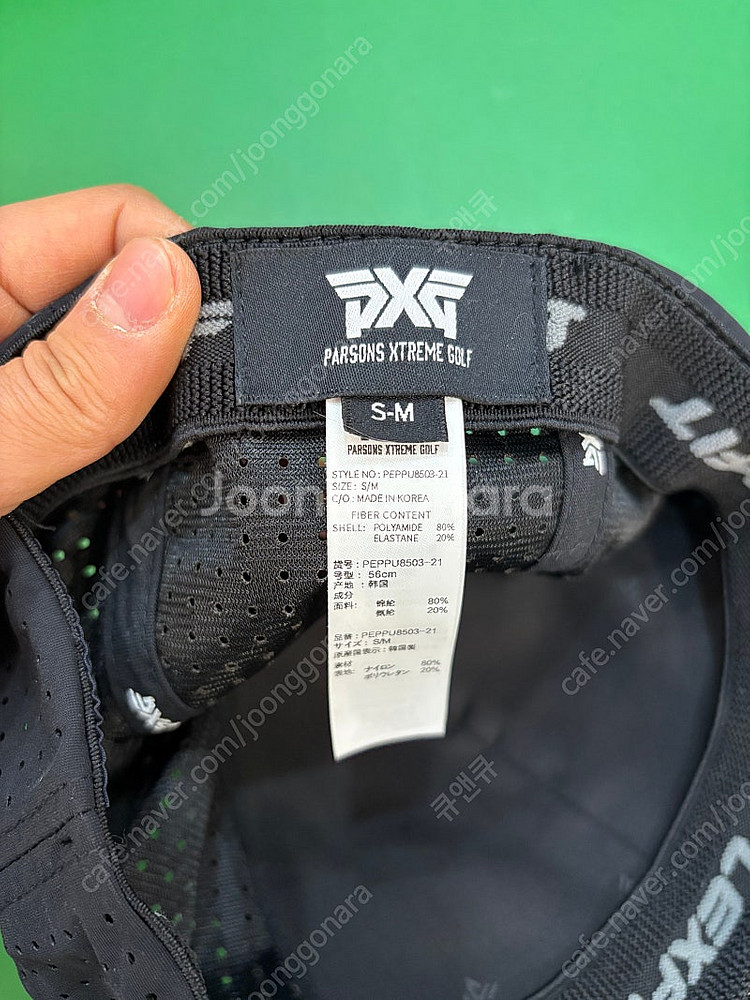 PXG
PARSONS XTREME GOLF
S-M
PARSONS XTREME GOLF
STYLE NO : PEPPU8503-21
SIZE : S/M
C/O : MADE IN KOREA
FIBER CONTENT
SHELL: POLYAMIDE 80%
ELASTANE 20%
货号: PEPPU8503-21
号型: 56cm
产地: 韩国
成分
面料: 锦纶 80%
氨纶 20%
品番: PEPPU8503-21
サイズ: S/M
原産国表示: 韓国製
素材
表地: ナイロン 80%
ポリウレタン 20%
Joonggonara
cafe.naver.com/joonggonara
큐앤큐